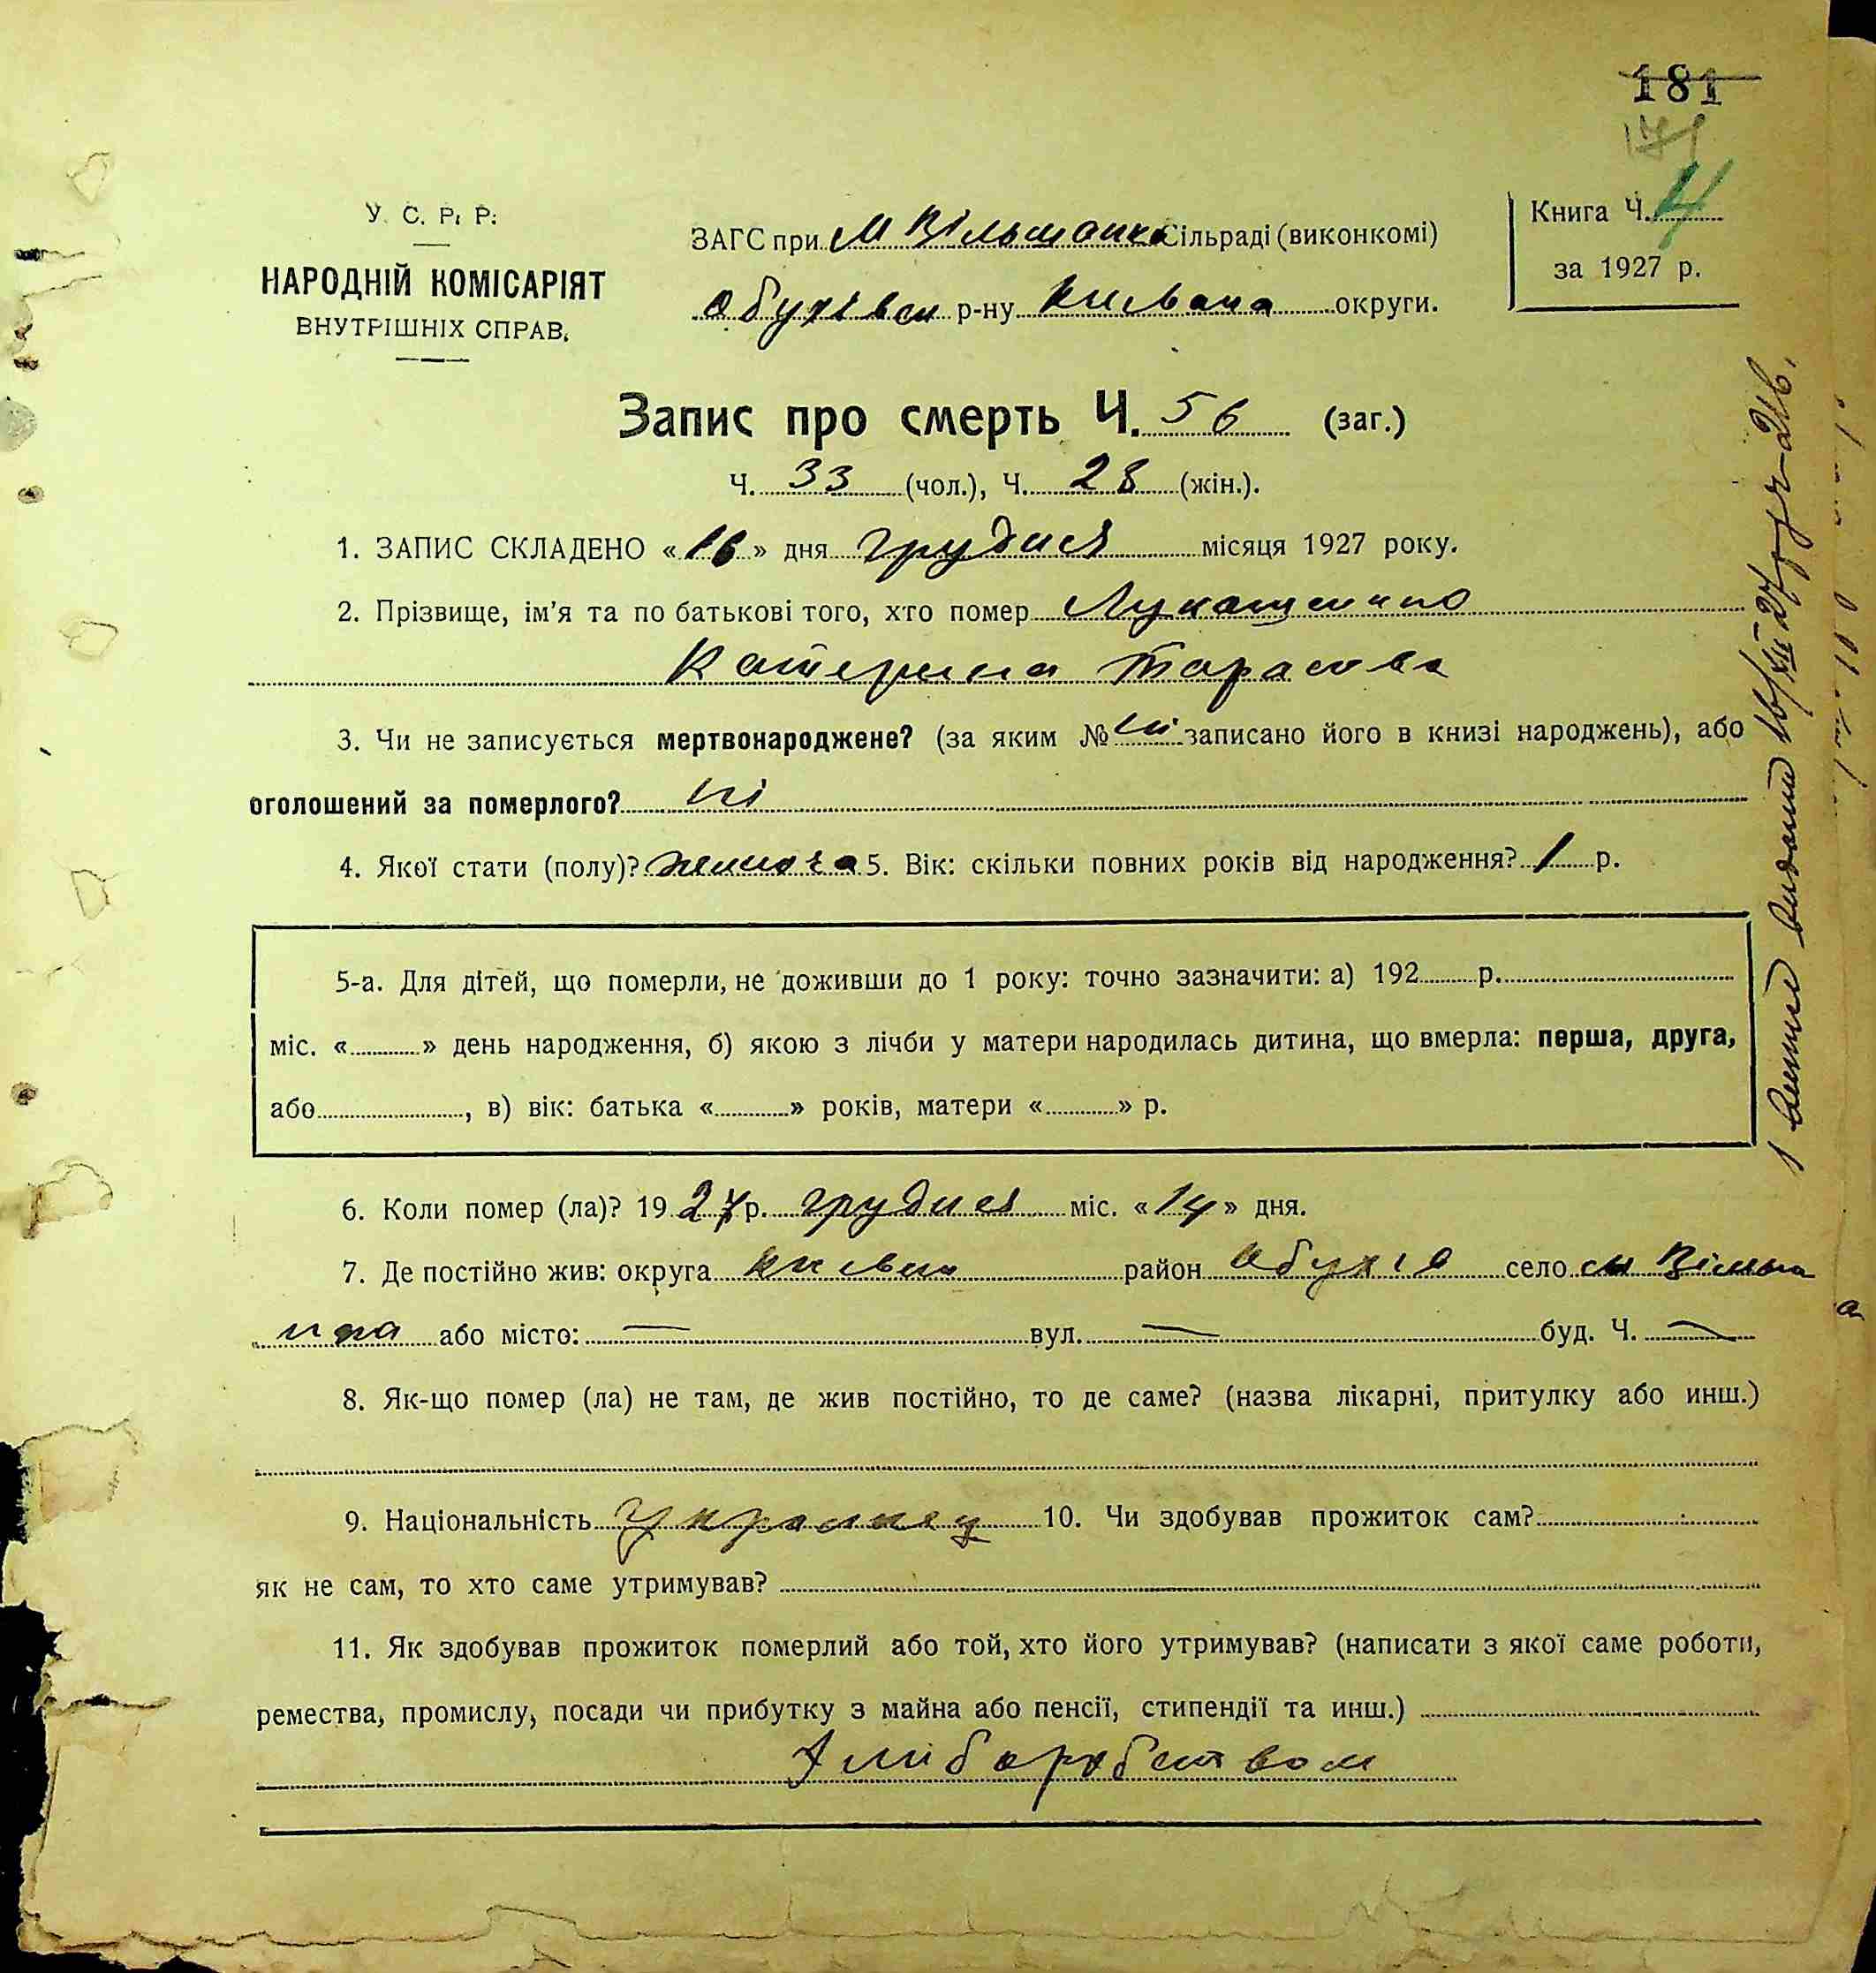 181
171
У. С. Р. Р.
НАРОДНІЙ КОМІСАРІЯТ
ВНУТРІШНІХ СПРАВ.
ЗАГС при М Вільшанка Сільраді (виконкомі)
Обухівськ р-ну округи.
Книга Ч. 4
за 1927 р.
Запис про смерть Ч. 56 (заг.)
Ч. 33 (чол.), Ч. 28 (жін.).
1. ЗАПИС СКЛАДЕНО «16» дня грудня місяця 1927 року.
2. Прізвище, ім'я та по батькові того, хто помер Лукашенко
Катерина Тарасова
3. Чи не записується мертвонароджене? (за яким № ні записано його в книзі народжень), або
оголошений за померлого? ні
4. Якої стати (полу)? жіноча 5. Вік: скільки повних років від народження? 1 р.
5-а. Для дітей, що померли, не доживши до 1 року: точно зазначити: а) 192 р.
міс. « » день народження, б) якою з лічби у матери народилась дитина, що вмерла: перша, друга,
або , в) вік: батька « » років, матери « » р.
6. Коли помер (ла)? 1927 р. грудня міс. «14» дня.
7. Де постійно жив: округа район Обухів село м Вільша
нка або місто: — вул. — буд. Ч. —
8. Як-що помер (ла) не там, де жив постійно, то де саме? (назва лікарні, притулку або инш.)
9. Національність 10. Чи здобував прожиток сам?
як не сам, то хто саме утримував?
11. Як здобував прожиток померлий або той, хто його утримував? (написати з якої саме роботи,
ремества, промислу, посади чи прибутку з майна або пенсії, стипендії та инш.)
Хліборобством